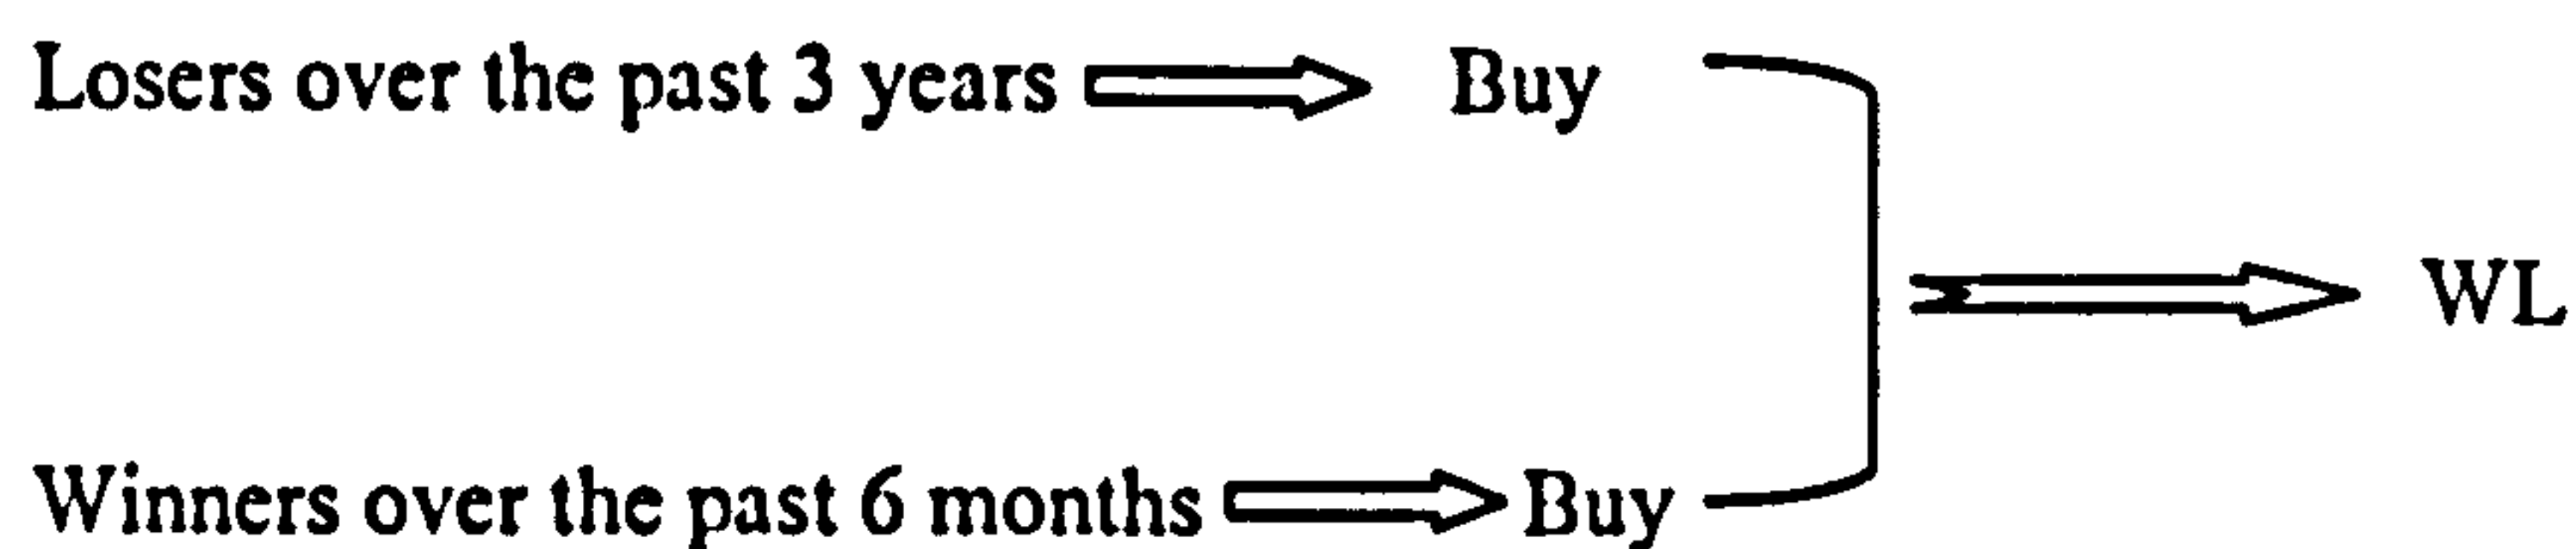 Losers over the past 3 years Buy
WL
Winners over the past 6 months Buy